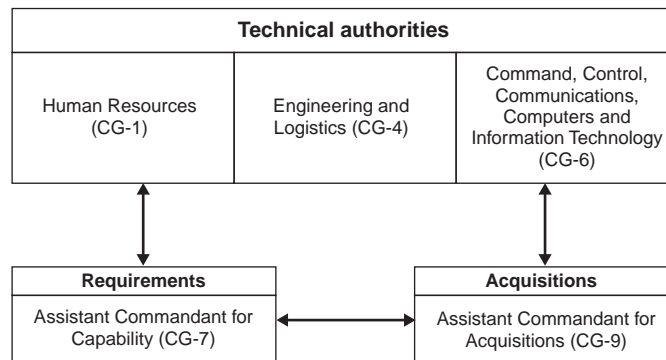 Technical authorities
Human Resources
(CG-1)
Engineering and
Logistics (CG-4)
Command, Control,
Communications,
Computers and
Information Technology
(CG-6)
Requirements
Assistant Commandant for
Capability (CG-7)
Acquisitions
Assistant Commandant for
Acquisitions (CG-9)